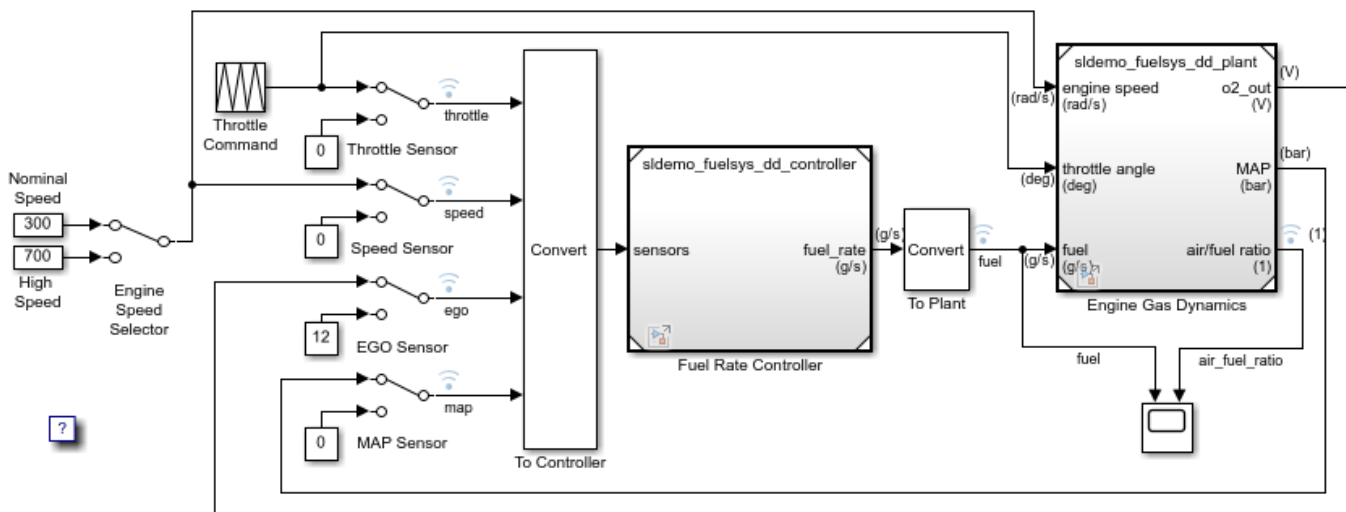 Throttle
Command
0
throttle
Throttle Sensor
Nominal
Speed
300
700
High
Speed
Engine
Speed
Selector
speed
0
Speed Sensor
ego
12
EGO Sensor
map
0
MAP Sensor
?
Convert
To Controller
sldemo_fuelsys_dd_controller
sensors
fuel_rate
(g/s)
Fuel Rate Controller
(g/s)
Convert
To Plant
fuel
(rad/s)
(deg)
(g/s)
sldemo_fuelsys_dd_plant
engine speed
(rad/s)
o2_out
(V)
throttle angle
(deg)
MAP
(bar)
fuel
(g/s)
air/fuel ratio
(1)
Engine Gas Dynamics
(V)
(bar)
(1)
fuel
air_fuel_ratio